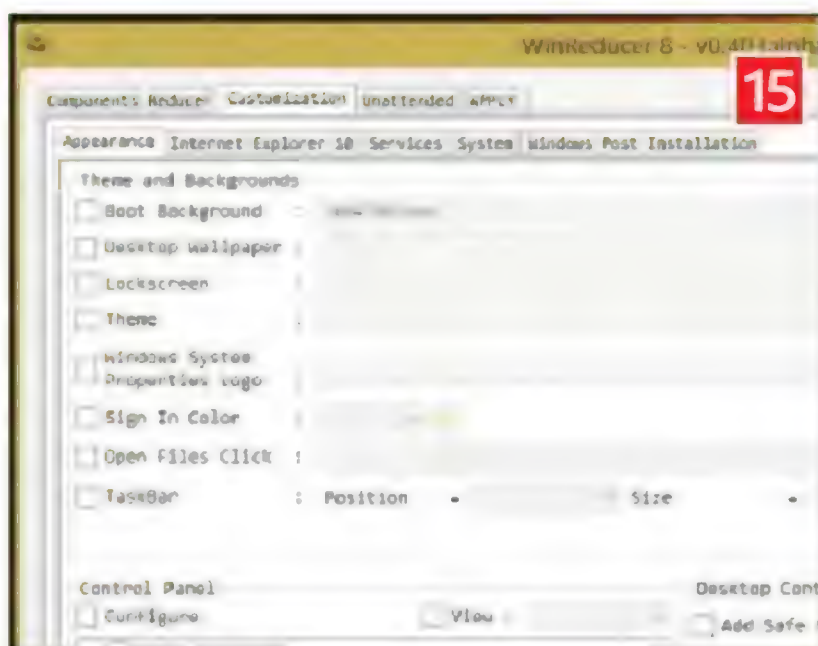 WinReducer 8 - v0.40
15
Components Reducer Customization Unattended APPLY
Appearance Internet Explorer 10 Services System Windows Post Installation
Theme and Backgrounds
Boot Background :
Desktop Wallpaper :
Lockscreen :
Theme :
Windows System
Properties Logo :
Sign In Color :
Open Files Click :
TaskBar : Position - Size -
Control Panel
Desktop Cont
Configure View :
Add Safe